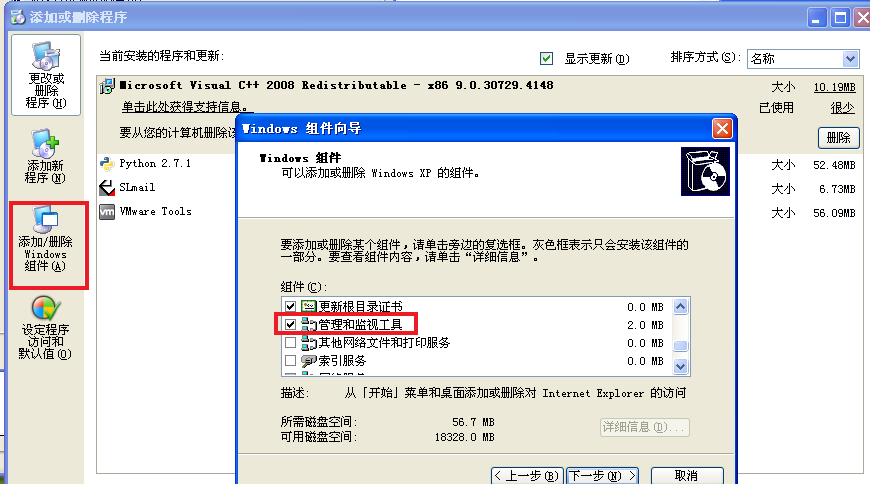 添加或删除程序
更改或
删除
程序(H)
添加新
程序(N)
添加/删除
Windows
组件(A)
设定程序
访问和
默认值(O)
当前安装的程序和更新:
显示更新(D)
排序方式(S):
名称
Microsoft Visual C++ 2008 Redistributable - x86 9.0.30729.4148
大小
10.19MB
单击此处获得支持信息。
已使用
很少
要从您的计算机删除
删除
Python 2.7.1
大小
52.48MB
SLmail
大小
6.73MB
VMware Tools
大小
56.09MB
Windows 组件向导
Windows 组件
可以添加或删除 Windows XP 的组件。
要添加或删除某个组件，请单击旁边的复选框。灰色框表示只会安装该组件的
一部分。要查看组件内容，请单击“详细信息”。
组件(C):
更新根目录证书
0.0 MB
管理和监视工具
2.0 MB
其他网络文件和打印服务
0.0 MB
索引服务
0.0 MB
描述:
从「开始」菜单和桌面添加或删除对 Internet Explorer 的访问
所需磁盘空间:
56.7 MB
可用磁盘空间:
18328.0 MB
详细信息(D)...
< 上一步(B)
下一步(N) >
取消